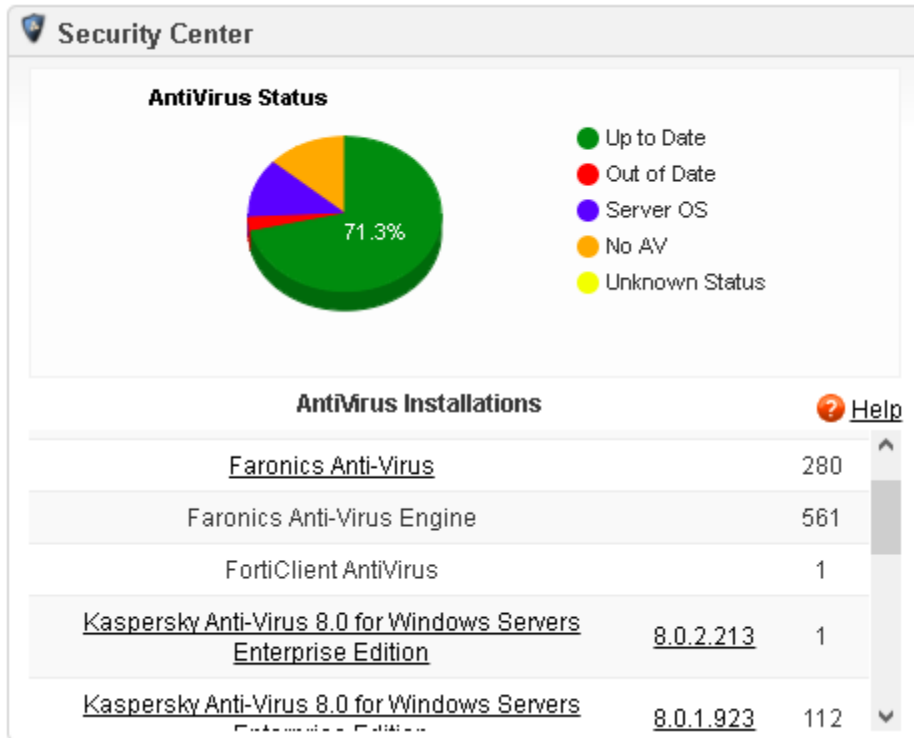 Security Center
AntiVirus Status
71.3%
Up to Date
Out of Date
Server OS
No AV
Unknown Status
AntiVirus Installations
Help
Faronics Anti-Virus 280
Faronics Anti-Virus Engine 561
FortiClient AntiVirus 1
Kaspersky Anti-Virus 8.0 for Windows Servers
Enterprise Edition 8.0.2.213 1
Kaspersky Anti-Virus 8.0 for Windows Servers
Enterprise Edition 8.0.1.923 112